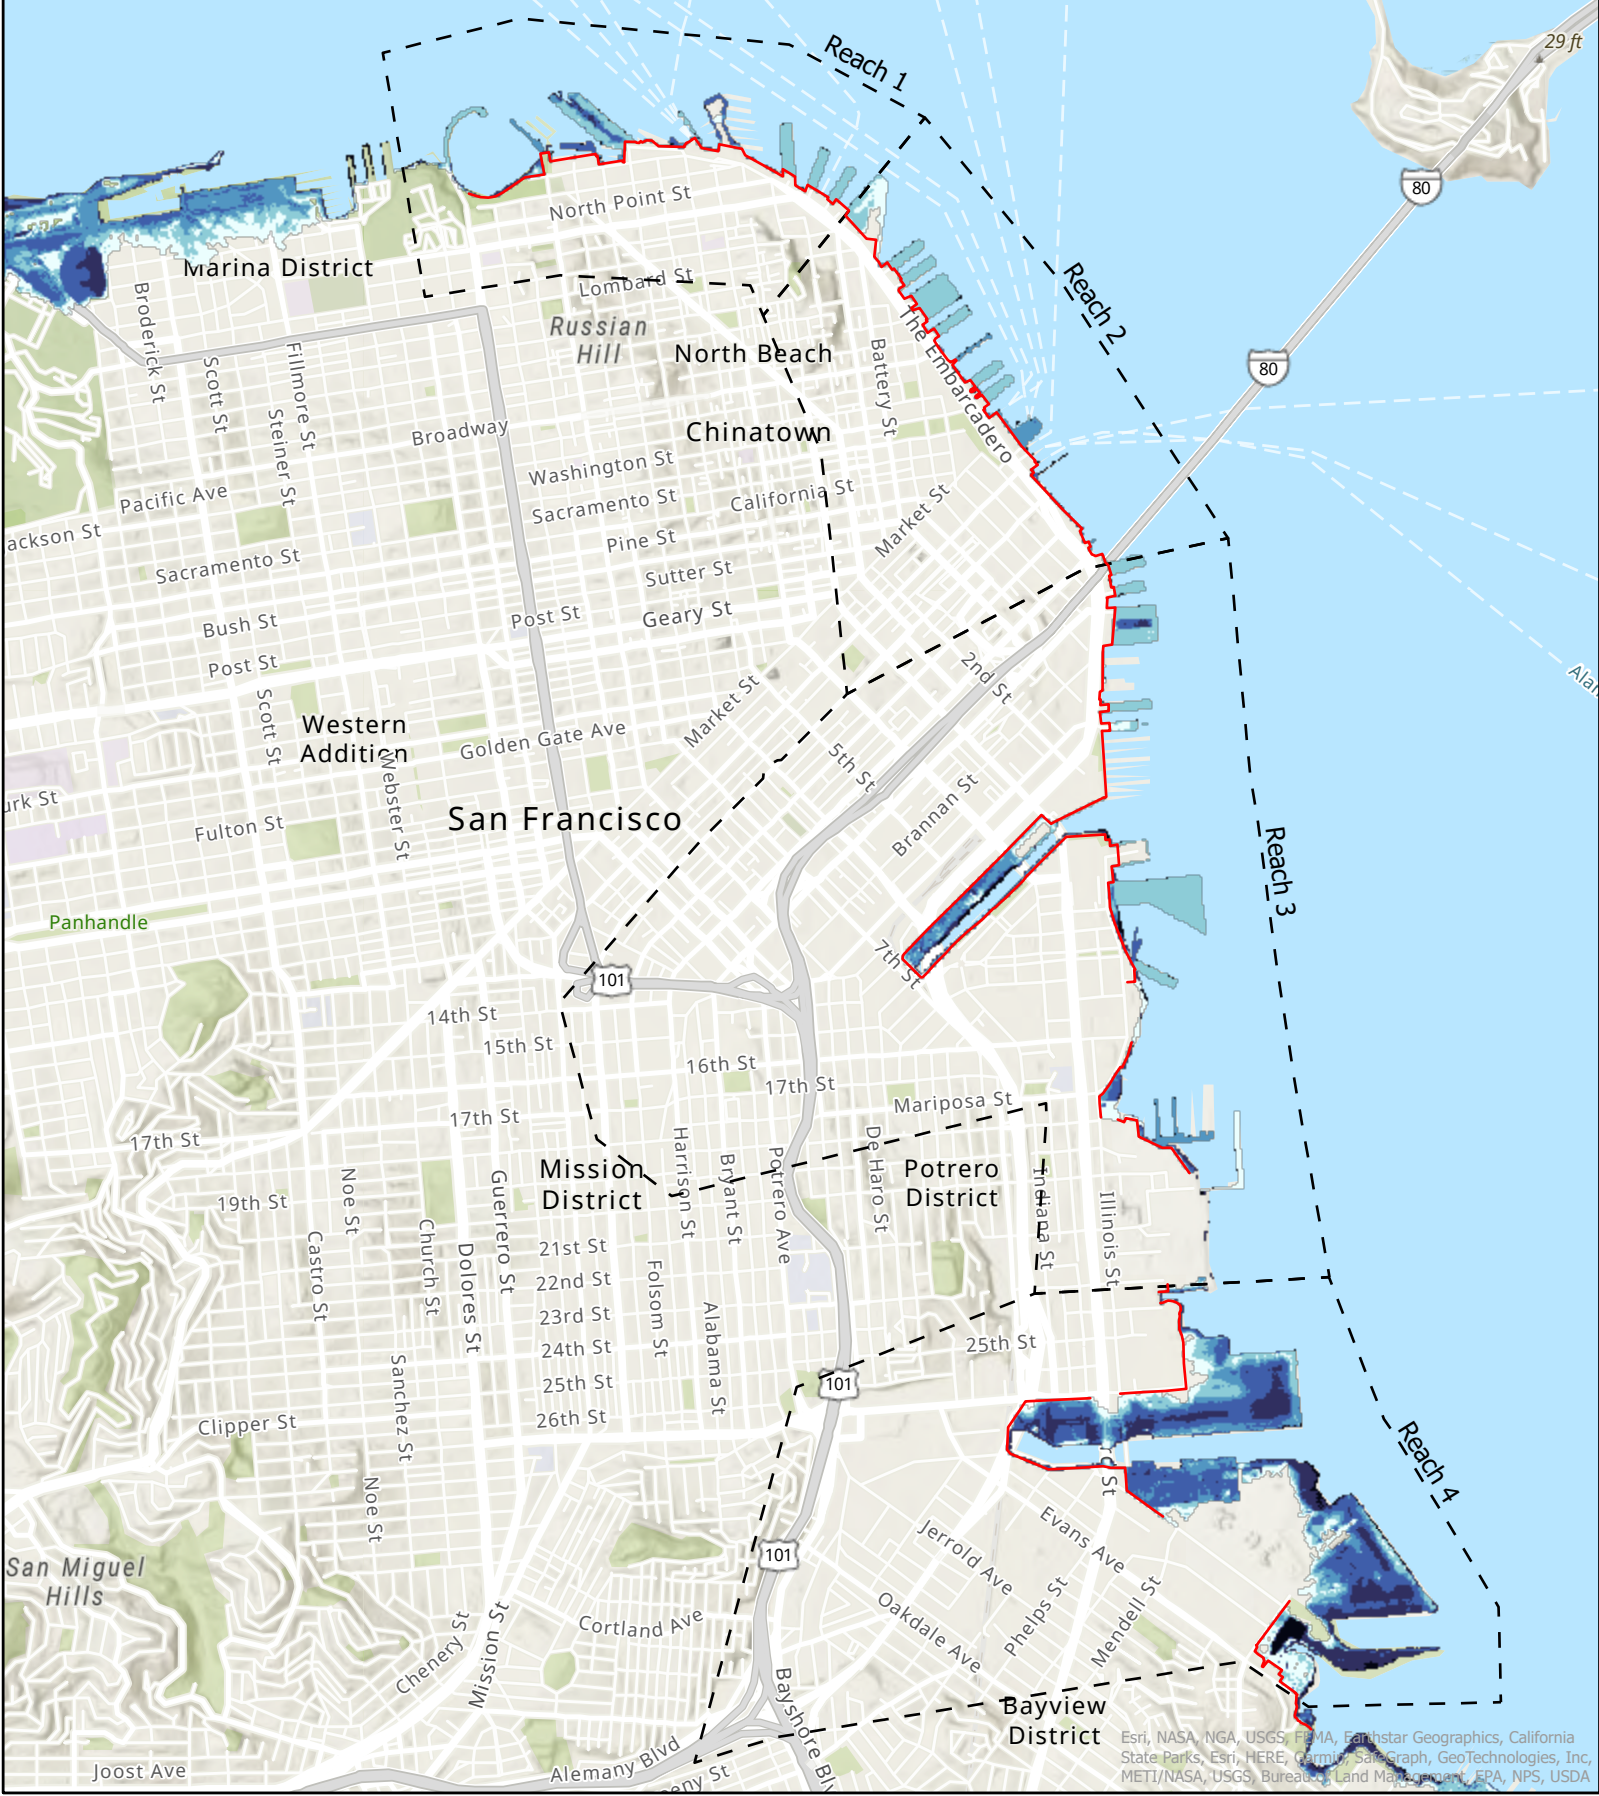 29 ft
Reach 1
80
North Point St
Marina District
Lombard St
Broderick St
Russian
Hill
Reach 2
The Embarcadero
North Beach
Battery St
80
Scott St
Fillmore St
Steiner St
Broadway
Chinatown
Washington St
Pacific Ave
Sacramento St
California St
Market St
ackson St
Pine St
Sacramento St
Sutter St
Bush St
Post St
Geary St
Post St
2nd St
Scott St
Market St
Western
Addition
Golden Gate Ave
Alan
Webster St
5th St
urk St
Fulton St
San Francisco
Brannan St
Reach 3
Panhandle
7th St
101
14th St
15th St
16th St
17th St
Mariposa St
17th St
17th St
Mission
District
Harrison St
Bryant St
Potrero Ave
De Haro St
Potrero
District
Indiana St
Illinois St
19th St
Noe St
Guerrero St
Castro St
Church St
Dolores St
21st St
22nd St
23rd St
24th St
25th St
26th St
Folsom St
Alabama St
25th St
101
Sanchez St
Clipper St
Noe St
Reach 4
d St
Evans Ave
Jerrold Ave
101
San Miguel
Hills
Oakdale Ave
Phelps St
Mendell St
Cortland Ave
Chenery St
Mission St
Bayshore Blv
Bayview
District
Joost Ave
Alemany Blvd
eny St
Esri, NASA, NGA, USGS, FEMA, Earthstar Geographics, California
State Parks, Esri, HERE, Garmin, SafeGraph, GeoTechnologies, Inc,
METI/NASA, USGS, Bureau of Land Management, EPA, NPS, USDA